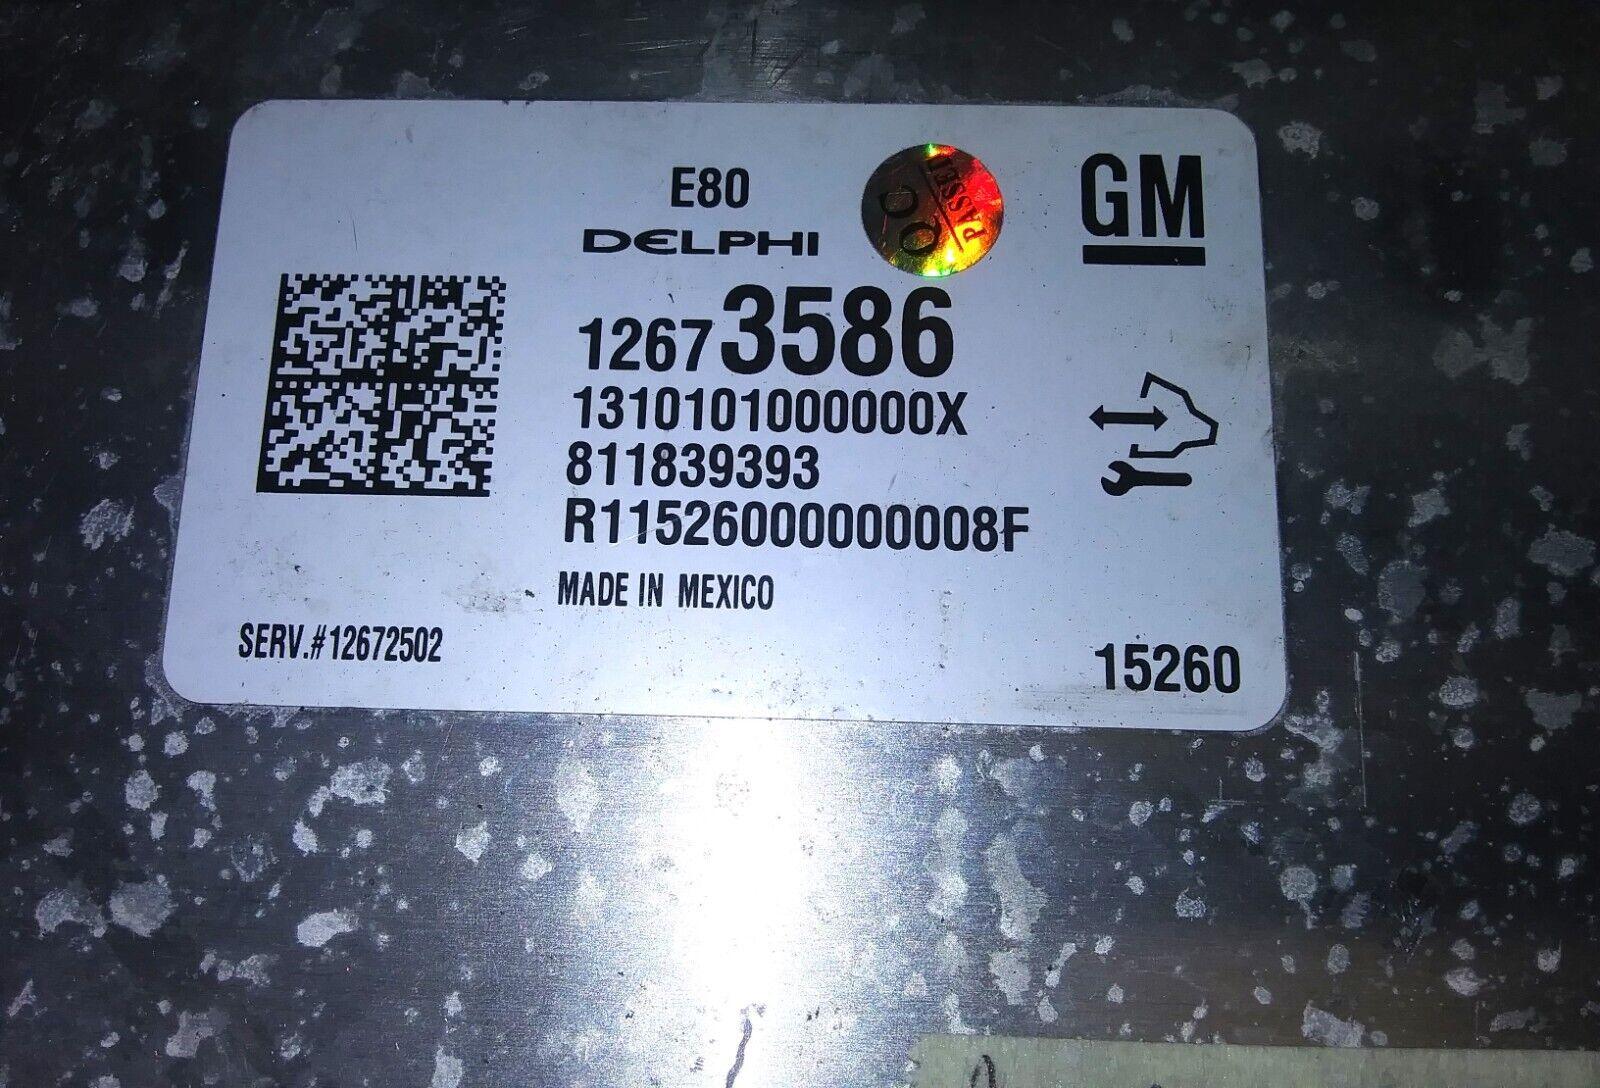 E80
DELPHI
QC
PASSED
GM
12673586
1310101000000X
811839393
R11526000000008F
MADE IN MEXICO
SERV.#12672502
15260